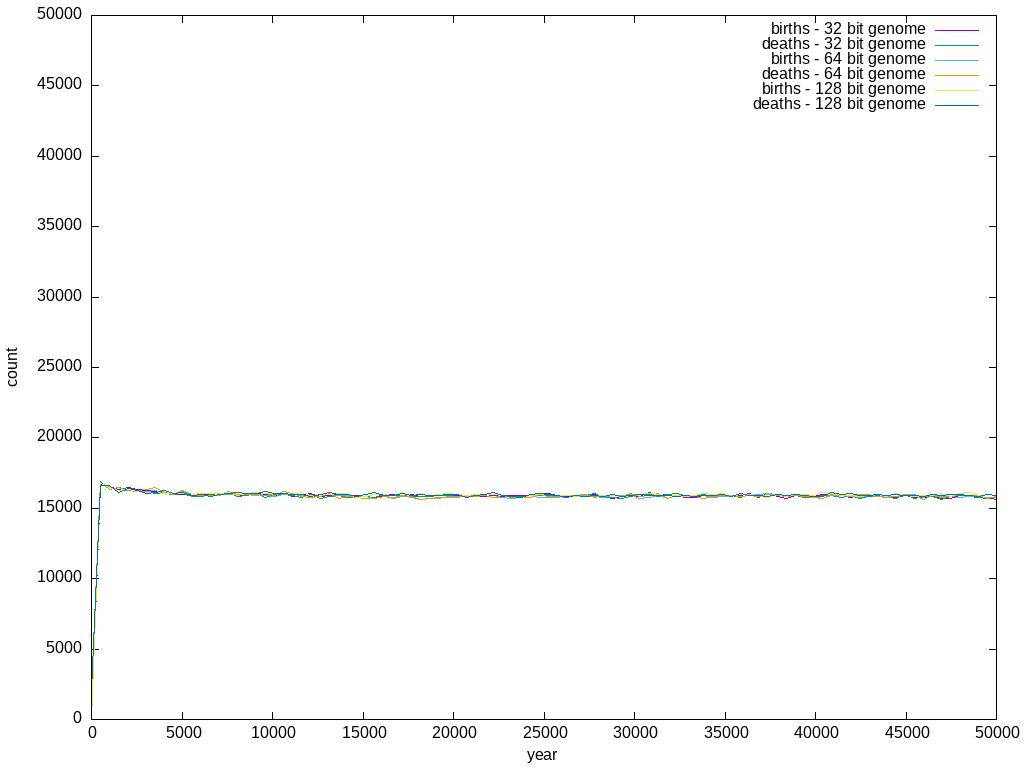 50000
45000
40000
35000
30000
25000
20000
15000
10000
5000
0
count
births - 32 bit genome
deaths - 32 bit genome
births - 64 bit genome
deaths - 64 bit genome
births - 128 bit genome
deaths - 128 bit genome
0 5000 10000 15000 20000 25000 30000 35000 40000 45000 50000
year